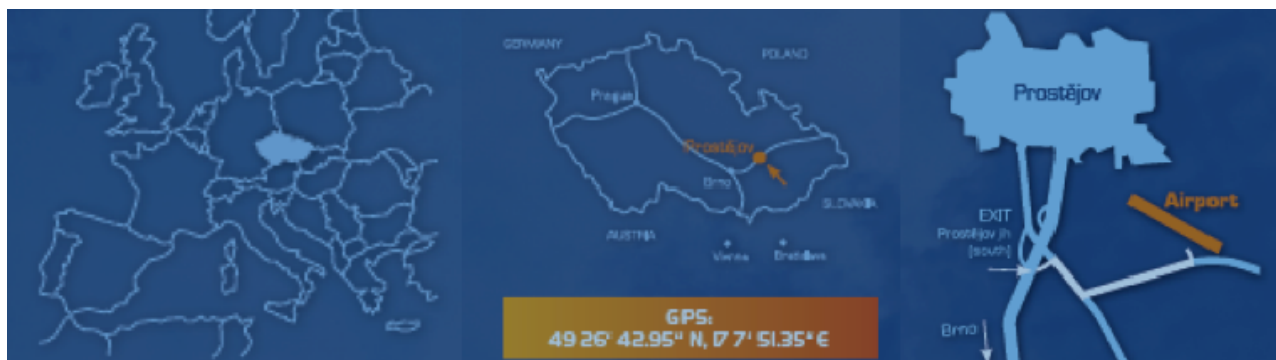 GERMANY
POLAND
Prague
Prostějov
Brno
SLOVAKIA
AUSTRIA
Vienna
Bratislava
GPS:
49 26' 42.95" N, 17 7' 51.35" E
Prostějov
Airport
EXIT
Prostějov jih
(south)
Brno